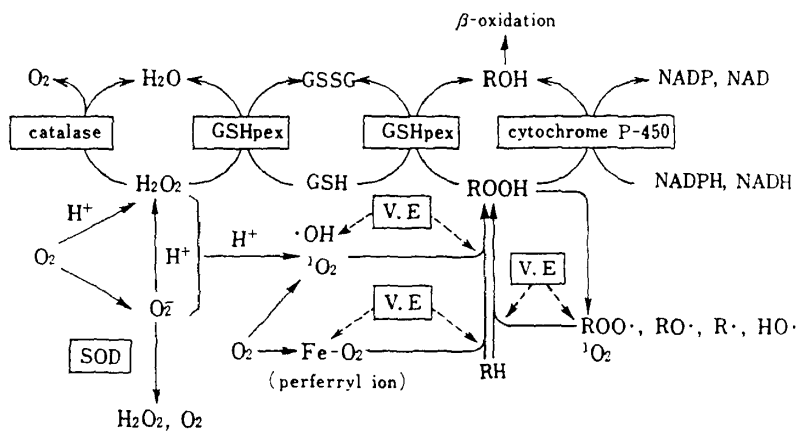 β-oxidation
O₂ H₂O GSSG ROH NADP, NAD
catalase GSHpex GSHpex cytochrome P-450
H₂O₂ GSH ROOH NADPH, NADH
H⁺ V. E
·OH
H⁺ H⁺
O₂ ¹O₂ V. E
O₂⁻ V. E ROO·, RO·, R·, HO·
¹O₂
SOD O₂ Fe-O₂
(perferryl ion) RH
H₂O₂, O₂